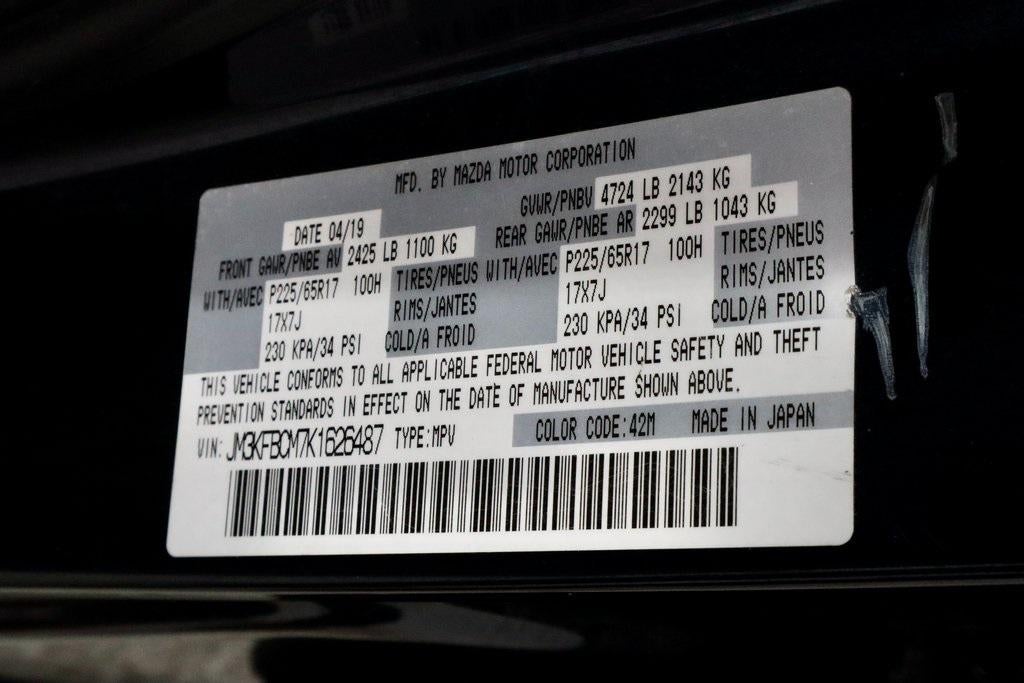 MFD. BY MAZDA MOTOR CORPORATION
DATE 04/19 GVWR/PNBV 4724 LB 2143 KG
FRONT GAWR/PNBE AV 2425 LB 1100 KG REAR GAWR/PNBE AR 2299 LB 1043 KG
WITH/AVEC P225/65R17 100H TIRES/PNEUS WITH/AVEC P225/65R17 100H TIRES/PNEUS
17X7J RIMS/JANTES 17X7J RIMS/JANTES
230 KPA/34 PSI COLD/A FROID 230 KPA/34 PSI COLD/A FROID
THIS VEHICLE CONFORMS TO ALL APPLICABLE FEDERAL MOTOR VEHICLE SAFETY AND THEFT
PREVENTION STANDARDS IN EFFECT ON THE DATE OF MANUFACTURE SHOWN ABOVE.
VIN: JM3KFBCM7K1626487 TYPE:MPV COLOR CODE:42M MADE IN JAPAN